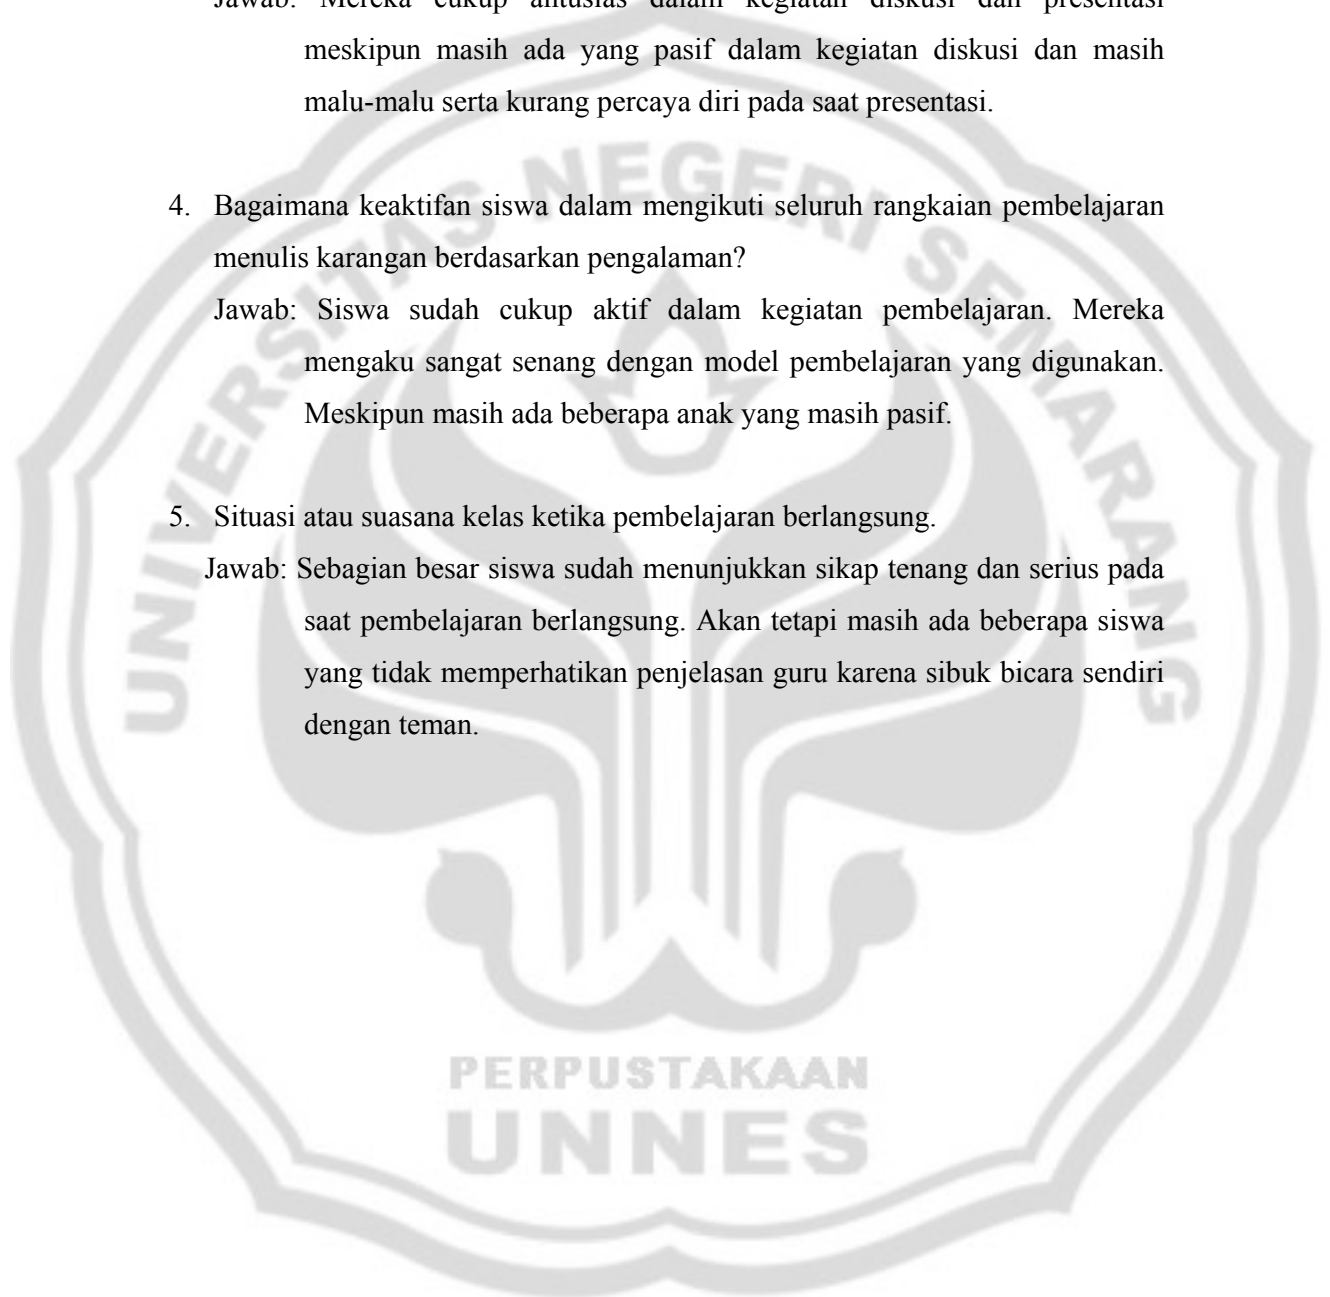 Jawab: Mereka cukup antusias dalam kegiatan diskusi dan presentasi
meskipun masih ada yang pasif dalam kegiatan diskusi dan masih
malu-malu serta kurang percaya diri pada saat presentasi.
4. Bagaimana keaktifan siswa dalam mengikuti seluruh rangkaian pembelajaran
menulis karangan berdasarkan pengalaman?
Jawab: Siswa sudah cukup aktif dalam kegiatan pembelajaran. Mereka
mengaku sangat senang dengan model pembelajaran yang digunakan.
Meskipun masih ada beberapa anak yang masih pasif.
5. Situasi atau suasana kelas ketika pembelajaran berlangsung.
Jawab: Sebagian besar siswa sudah menunjukkan sikap tenang dan serius pada
saat pembelajaran berlangsung. Akan tetapi masih ada beberapa siswa
yang tidak memperhatikan penjelasan guru karena sibuk bicara sendiri
dengan teman.
UNIVERSITAS NEGERI SEMARANG
PERPUSTAKAAN
UNNES